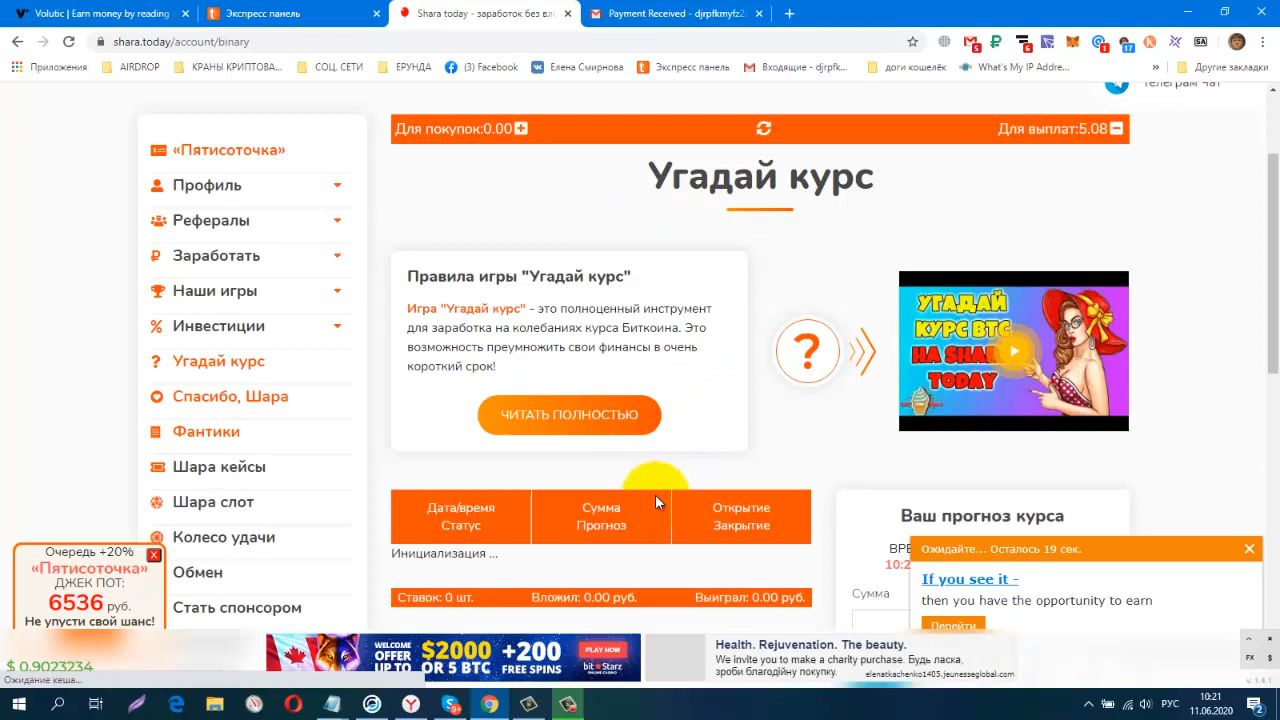 Volutic | Earn money by reading
Экспресс панель
Shara today - заработок без вло
Payment Received - djrpfkmyfz2
shara.today/account/binary
Приложения
AIRDROP
КРАНЫ КРИПТОВА...
СОЦ. СЕТИ
ЕРУНДА
(3) Facebook
Елена Смирнова
Экспресс панель
Входящие - djrpfk...
доги кошелёк
What's My IP Addre...
»
Другие закладки
Телеграм чат
Для покупок:0.00
Для выплат:5.08
Угадай курс
«Пятисоточка»
Профиль
Рефералы
Заработать
Наши игры
Инвестиции
Угадай курс
Спасибо, Шара
Фантики
Шара кейсы
Шара слот
Колесо удачи
Обмен
Стать спонсором
Правила игры "Угадай курс"
Игра "Угадай курс" - это полноценный инструмент
для заработка на колебаниях курса Биткоина. Это
возможность преумножить свои финансы в очень
короткий срок!
ЧИТАТЬ ПОЛНОСТЬЮ
?
УГАДАЙ
КУРС BTC
НА SHARA
TODAY
Дата/время
Статус
Сумма
Прогноз
Открытие
Закрытие
Инициализация ...
Ставок: 0 шт.
Вложил: 0.00 руб.
Выиграл: 0.00 руб.
Ваш прогноз курса
Сумма
Ожидайте... Осталось 19 сек.
If you see it -
then you have the opportunity to earn
Перейти
Очередь +20%
X
«Пятисоточка»
ДЖЕК ПОТ:
6536 руб.
Не упусти свой шанс!
$ 0.9023234
Ожидание кеша...
WELCOME
OFFER
UP TO
$2000
OR 5 BTC
+200
FREE SPINS
PLAY NOW
bitStarz
ONLINE CASINO
Health. Rejuvenation. The beauty.
We invite you to make a charity purchase. Будь ласка,
зроби благодійну покупку.
elenatkachenko1405.jeunesseglobal.com
FX
$
v 1.4.1
РУС
10:21
11.06.2020